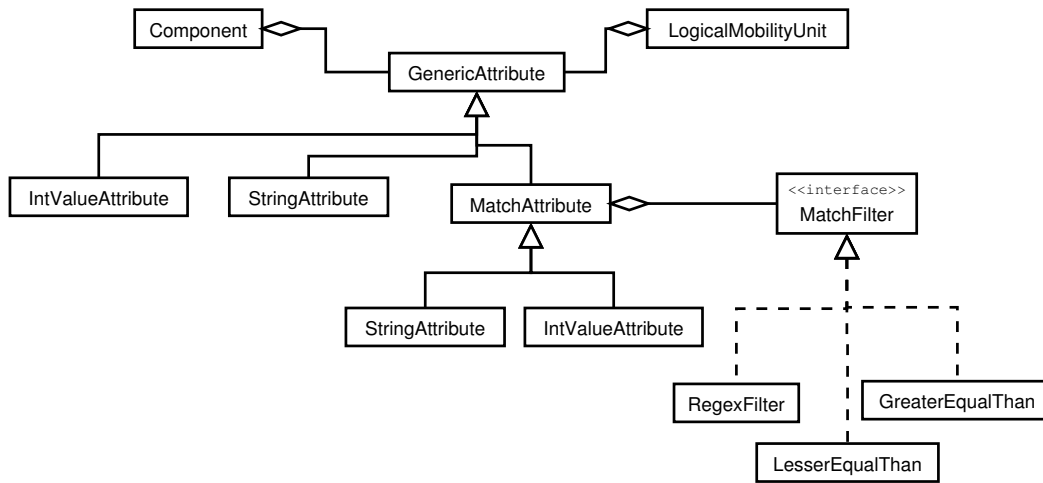 Component
LogicalMobilityUnit
GenericAttribute
IntValueAttribute
StringAttribute
MatchAttribute
<<interface>>
MatchFilter
StringAttribute
IntValueAttribute
RegexFilter
GreaterEqualThan
LesserEqualThan